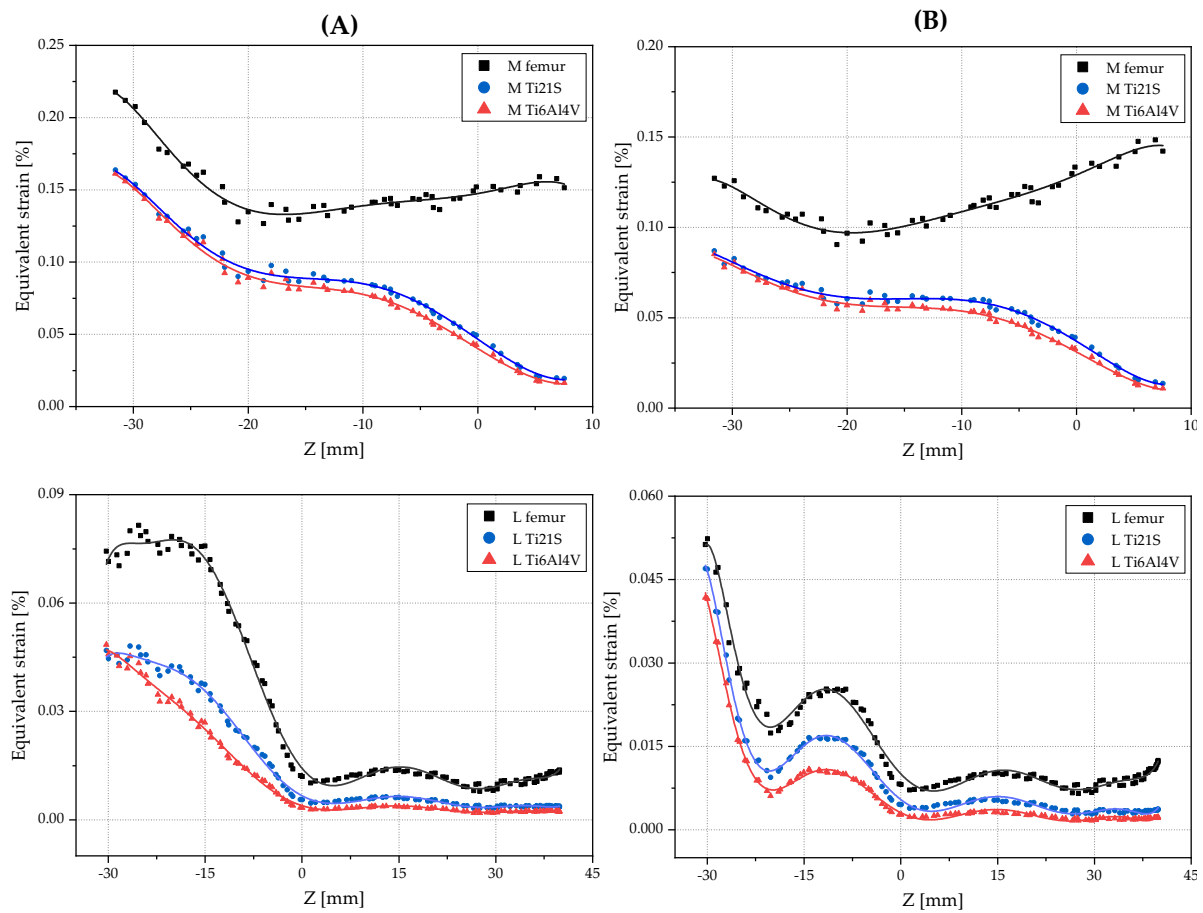 (A)
(B)
0.25
0.20
0.15
0.10
0.05
0.00
Equivalent strain [%]
M femur
M Ti21S
M Ti6Al4V
-30
-20
-10
0
10
Z [mm]
0.20
0.15
0.10
0.05
0.00
Equivalent strain [%]
M femur
M Ti21S
M Ti6Al4V
-30
-20
-10
0
10
Z [mm]
0.09
0.06
0.03
0.00
Equivalent strain [%]
L femur
L Ti21S
L Ti6Al4V
-30
-15
0
15
30
45
Z [mm]
0.060
0.045
0.030
0.015
0.000
Equivalent strain [%]
L femur
L Ti21S
L Ti6Al4V
-30
-15
0
15
30
45
Z [mm]